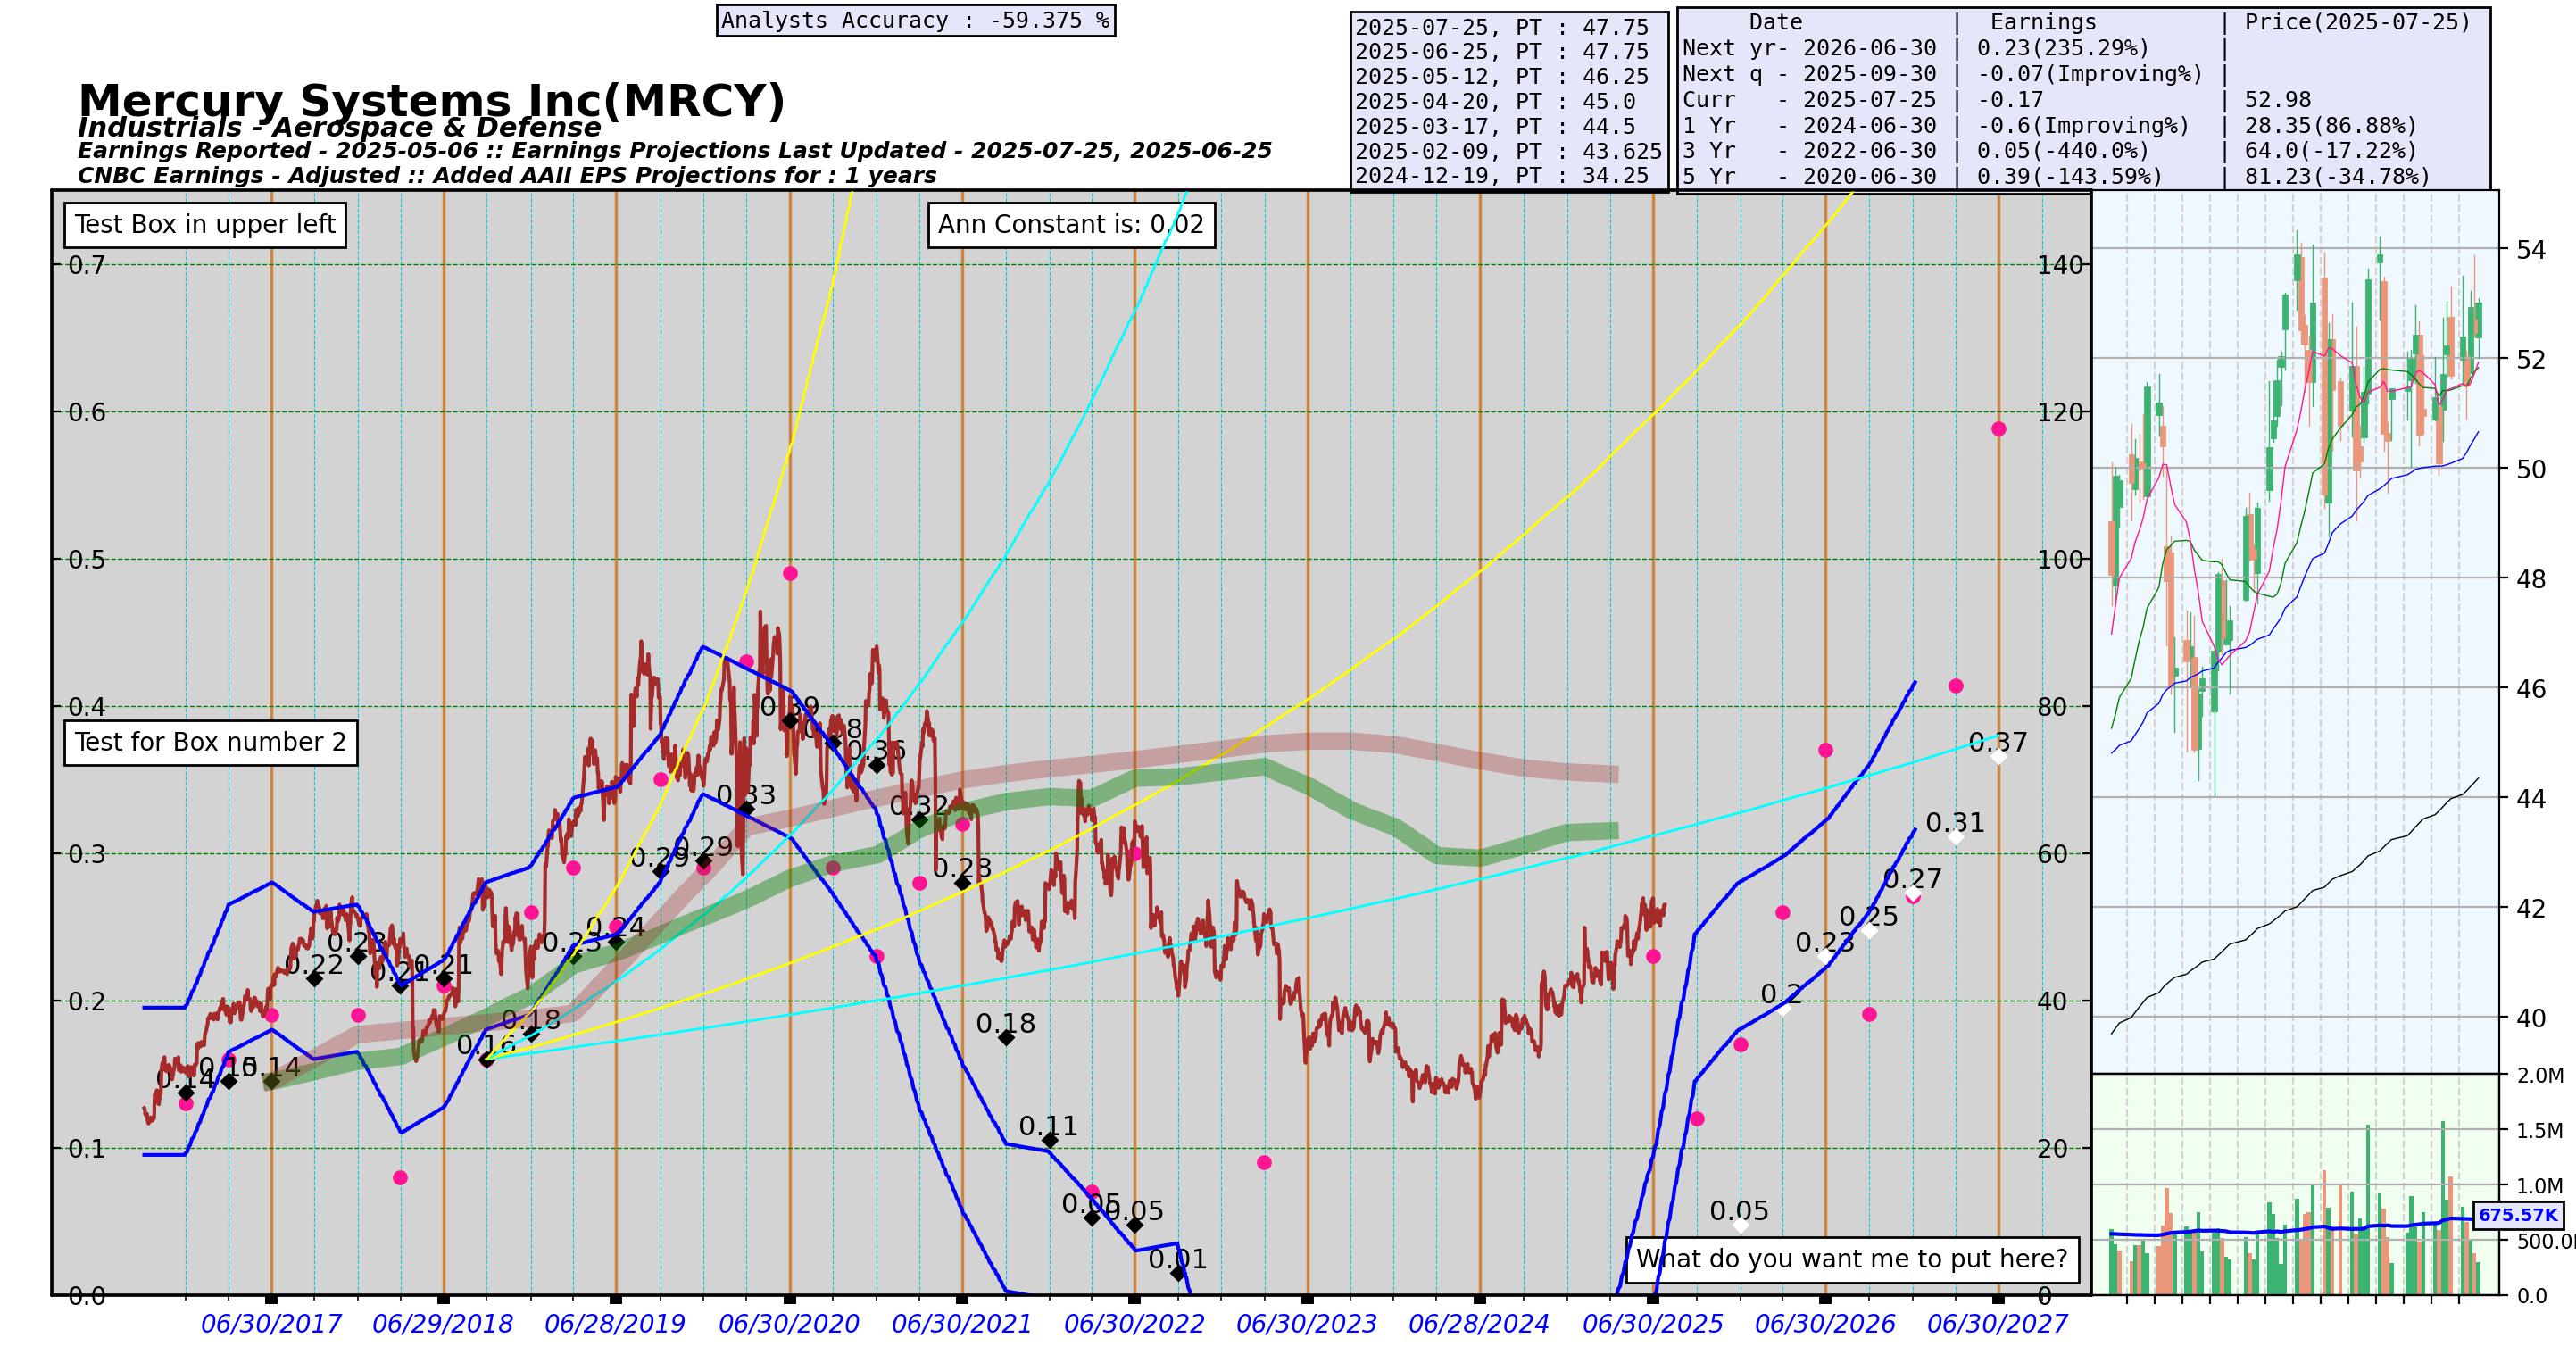 Analysts Accuracy : -59.375 %
2025-07-25, PT : 47.75
2025-06-25, PT : 47.75
2025-05-12, PT : 46.25
2025-04-20, PT : 45.0
2025-03-17, PT : 44.5
2025-02-09, PT : 43.625
2024-12-19, PT : 34.25
Date | Earnings | Price(2025-07-25)
Next yr- 2026-06-30 | 0.23(235.29%) |
Next q - 2025-09-30 | -0.07(Improving%) |
Curr - 2025-07-25 | -0.17 | 52.98
1 Yr - 2024-06-30 | -0.6(Improving%) | 28.35(86.88%)
3 Yr - 2022-06-30 | 0.05(-440.0%) | 64.0(-17.22%)
5 Yr - 2020-06-30 | 0.39(-143.59%) | 81.23(-34.78%)
Mercury Systems Inc(MRCY)
Industrials - Aerospace & Defense
Earnings Reported - 2025-05-06 :: Earnings Projections Last Updated - 2025-07-25, 2025-06-25
CNBC Earnings - Adjusted :: Added AAII EPS Projections for : 1 years
Test Box in upper left
Ann Constant is: 0.02
Test for Box number 2
What do you want me to put here?
0.7
0.6
0.5
0.4
0.3
0.2
0.1
0.0
0.14
0.15
0.14
0.22
0.23
0.21
0.21
0.16
0.18
0.23
0.24
0.29
0.29
0.33
0.39
0.38
0.36
0.32
0.28
0.18
0.11
0.05
0.05
0.01
0.05
0.2
0.23
0.25
0.27
0.31
0.37
140
120
100
80
60
40
20
0
54
52
50
48
46
44
42
40
2.0M
1.5M
1.0M
675.57K
500.0
0.0
06/30/2017
06/29/2018
06/28/2019
06/30/2020
06/30/2021
06/30/2022
06/30/2023
06/28/2024
06/30/2025
06/30/2026
06/30/2027